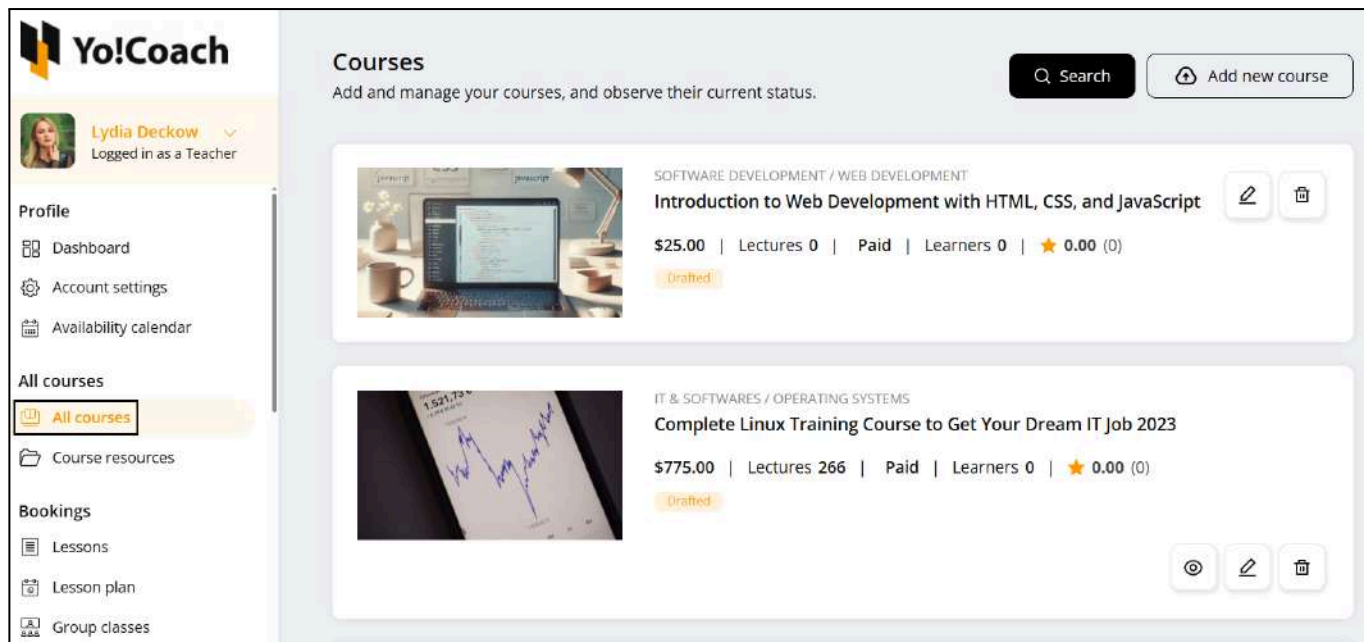 Yo!Coach
Lydia Deckow
Logged in as a Teacher
Profile
Dashboard
Account settings
Availability calendar
All courses
All courses
Course resources
Bookings
Lessons
Lesson plan
Group classes
Courses
Add and manage your courses, and observe their current status.
Search
Add new course
javascript
SOFTWARE DEVELOPMENT / WEB DEVELOPMENT
Introduction to Web Development with HTML, CSS, and JavaScript
$25.00 | Lectures 0 | Paid | Learners 0 | 0.00 (0)
Drafted
1.521,73 €
IT & SOFTWARES / OPERATING SYSTEMS
Complete Linux Training Course to Get Your Dream IT Job 2023
$775.00 | Lectures 266 | Paid | Learners 0 | 0.00 (0)
Drafted